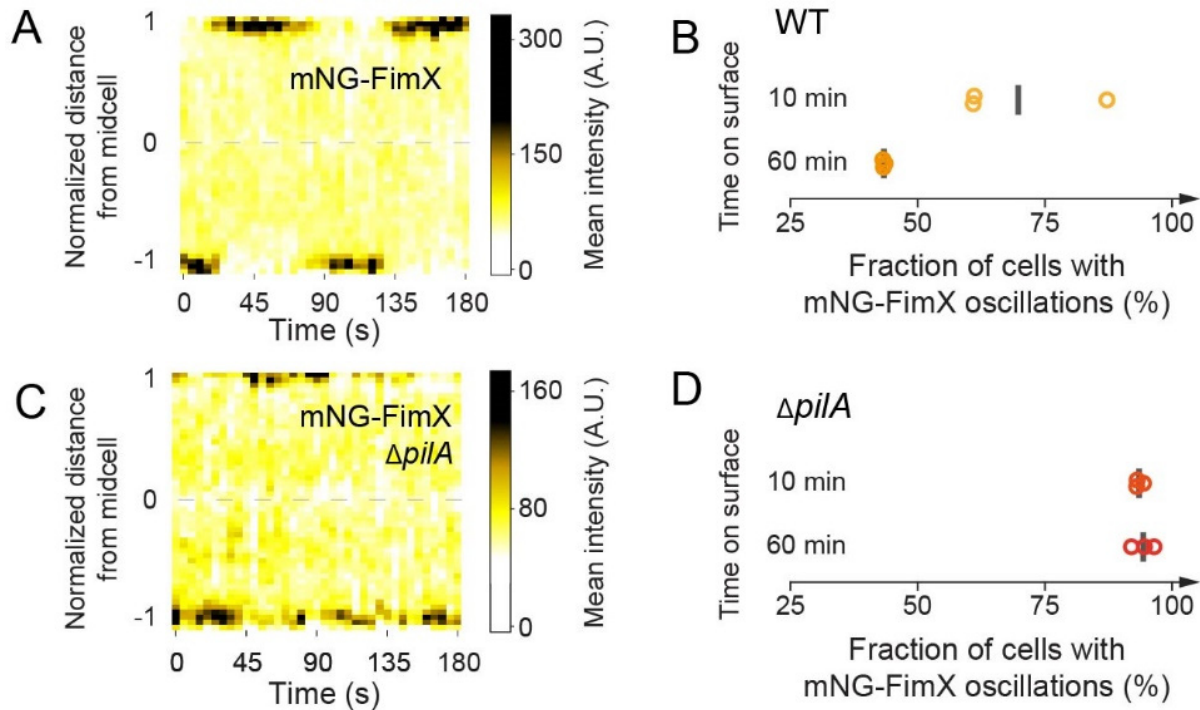 A
Normalized distance
from midcell
1
0
-1
mNG-FimX
0 45 90 135 180
Time (s)
300
150
0
Mean intensity (A.U.)
B
WT
Time on surface
10 min
60 min
25 50 75 100
Fraction of cells with
mNG-FimX oscillations (%)
C
Normalized distance
from midcell
1
0
-1
mNG-FimX
ΔpilA
0 45 90 135 180
Time (s)
160
80
0
Mean intensity (A.U.)
D
ΔpilA
Time on surface
10 min
60 min
25 50 75 100
Fraction of cells with
mNG-FimX oscillations (%)